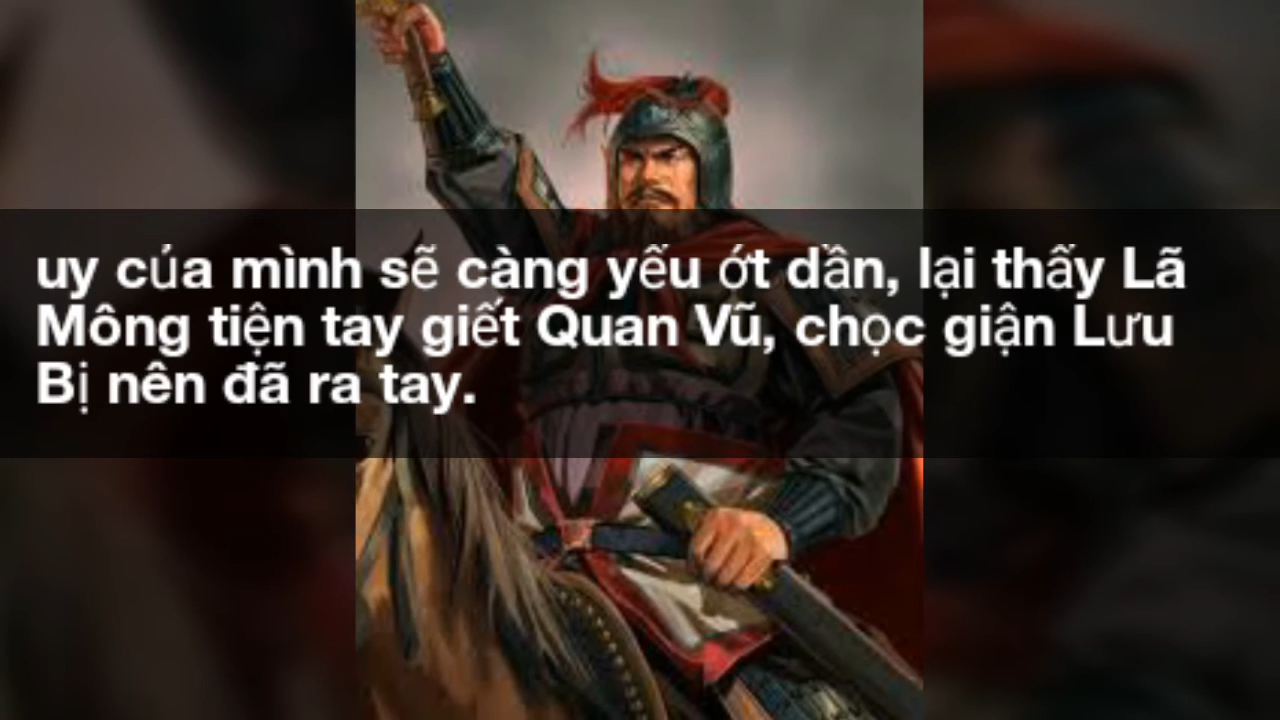 uy của mình sẽ càng yếu ớt dần, lại thấy Lã
Mông tiện tay giết Quan Vũ, chọc giận Lưu
Bị nên đã ra tay.